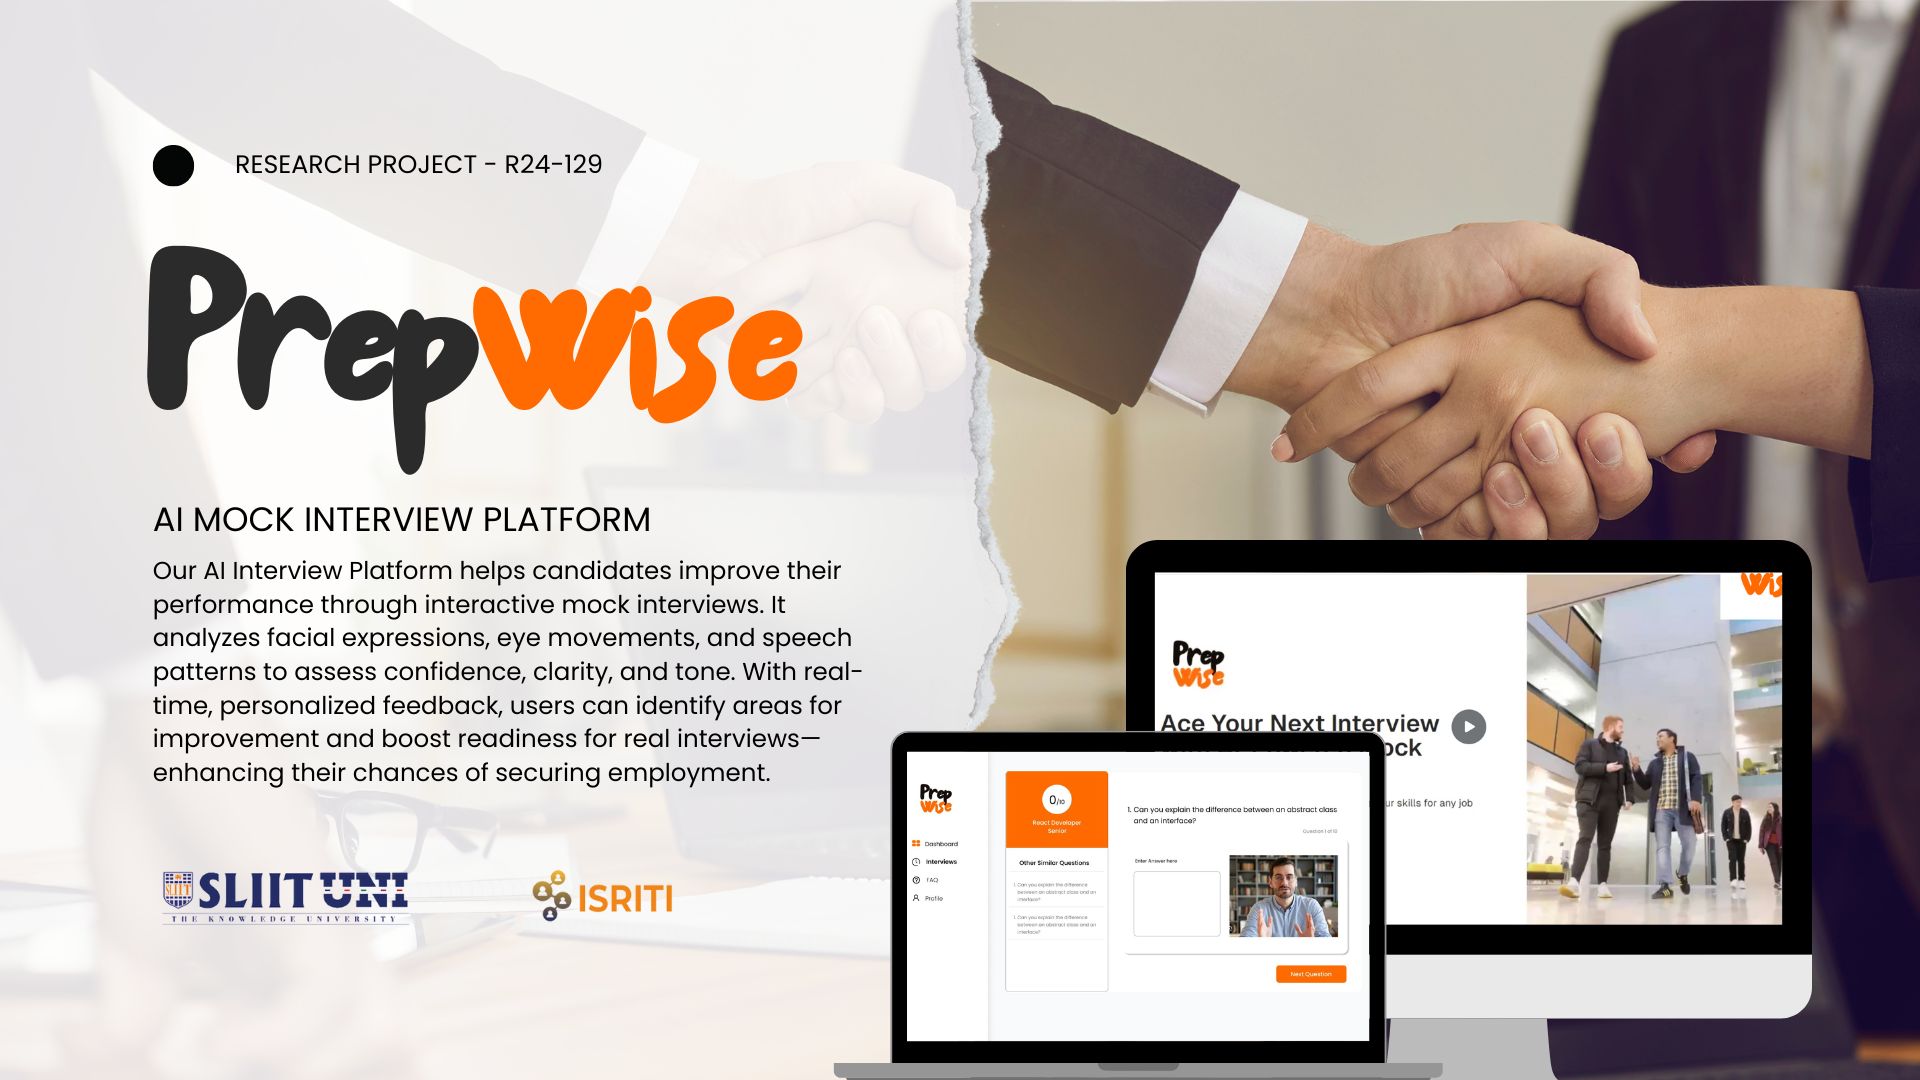 RESEARCH PROJECT - R24-129
PrepWise
AI MOCK INTERVIEW PLATFORM
Our AI Interview Platform helps candidates improve their
performance through interactive mock interviews. It
analyzes facial expressions, eye movements, and speech
patterns to assess confidence, clarity, and tone. With real-
time, personalized feedback, users can identify areas for
improvement and boost readiness for real interviews—
enhancing their chances of securing employment.
SLIIT UNI
THE KNOWLEDGE UNIVERSITY
ISRITI
Wis
Prep
Wise
Ace Your Next Interview
ock
ur skills for any job
Prep
Wise
Dashboard
Interviews
FAQ
Profile
0/10
React Developer
Senior
Other Similar Questions
1. Can you explain the difference
between an abstract class and an
interface?
1. Can you explain the difference
between an abstract class and an
interface?
1. Can you explain the difference between an abstract class
and an interface?
Question 1 of 10
Enter Answer here
Next Question